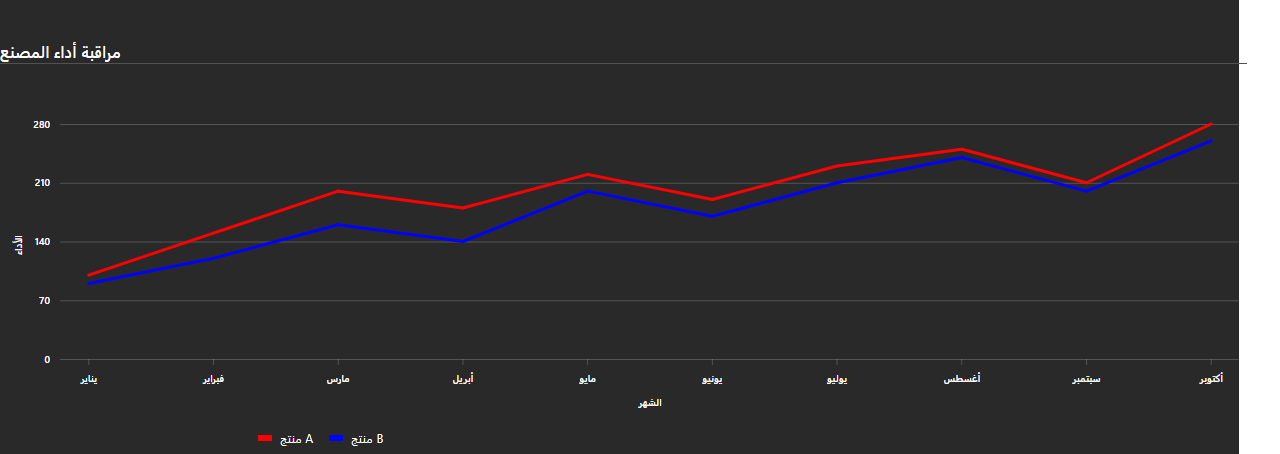 مراقبة أداء المصنع
280
210
140
70
0
الأداء
يناير فبراير مارس أبريل مايو يونيو يوليو أغسطس سبتمبر أكتوبر
الشهر
منتج A منتج B